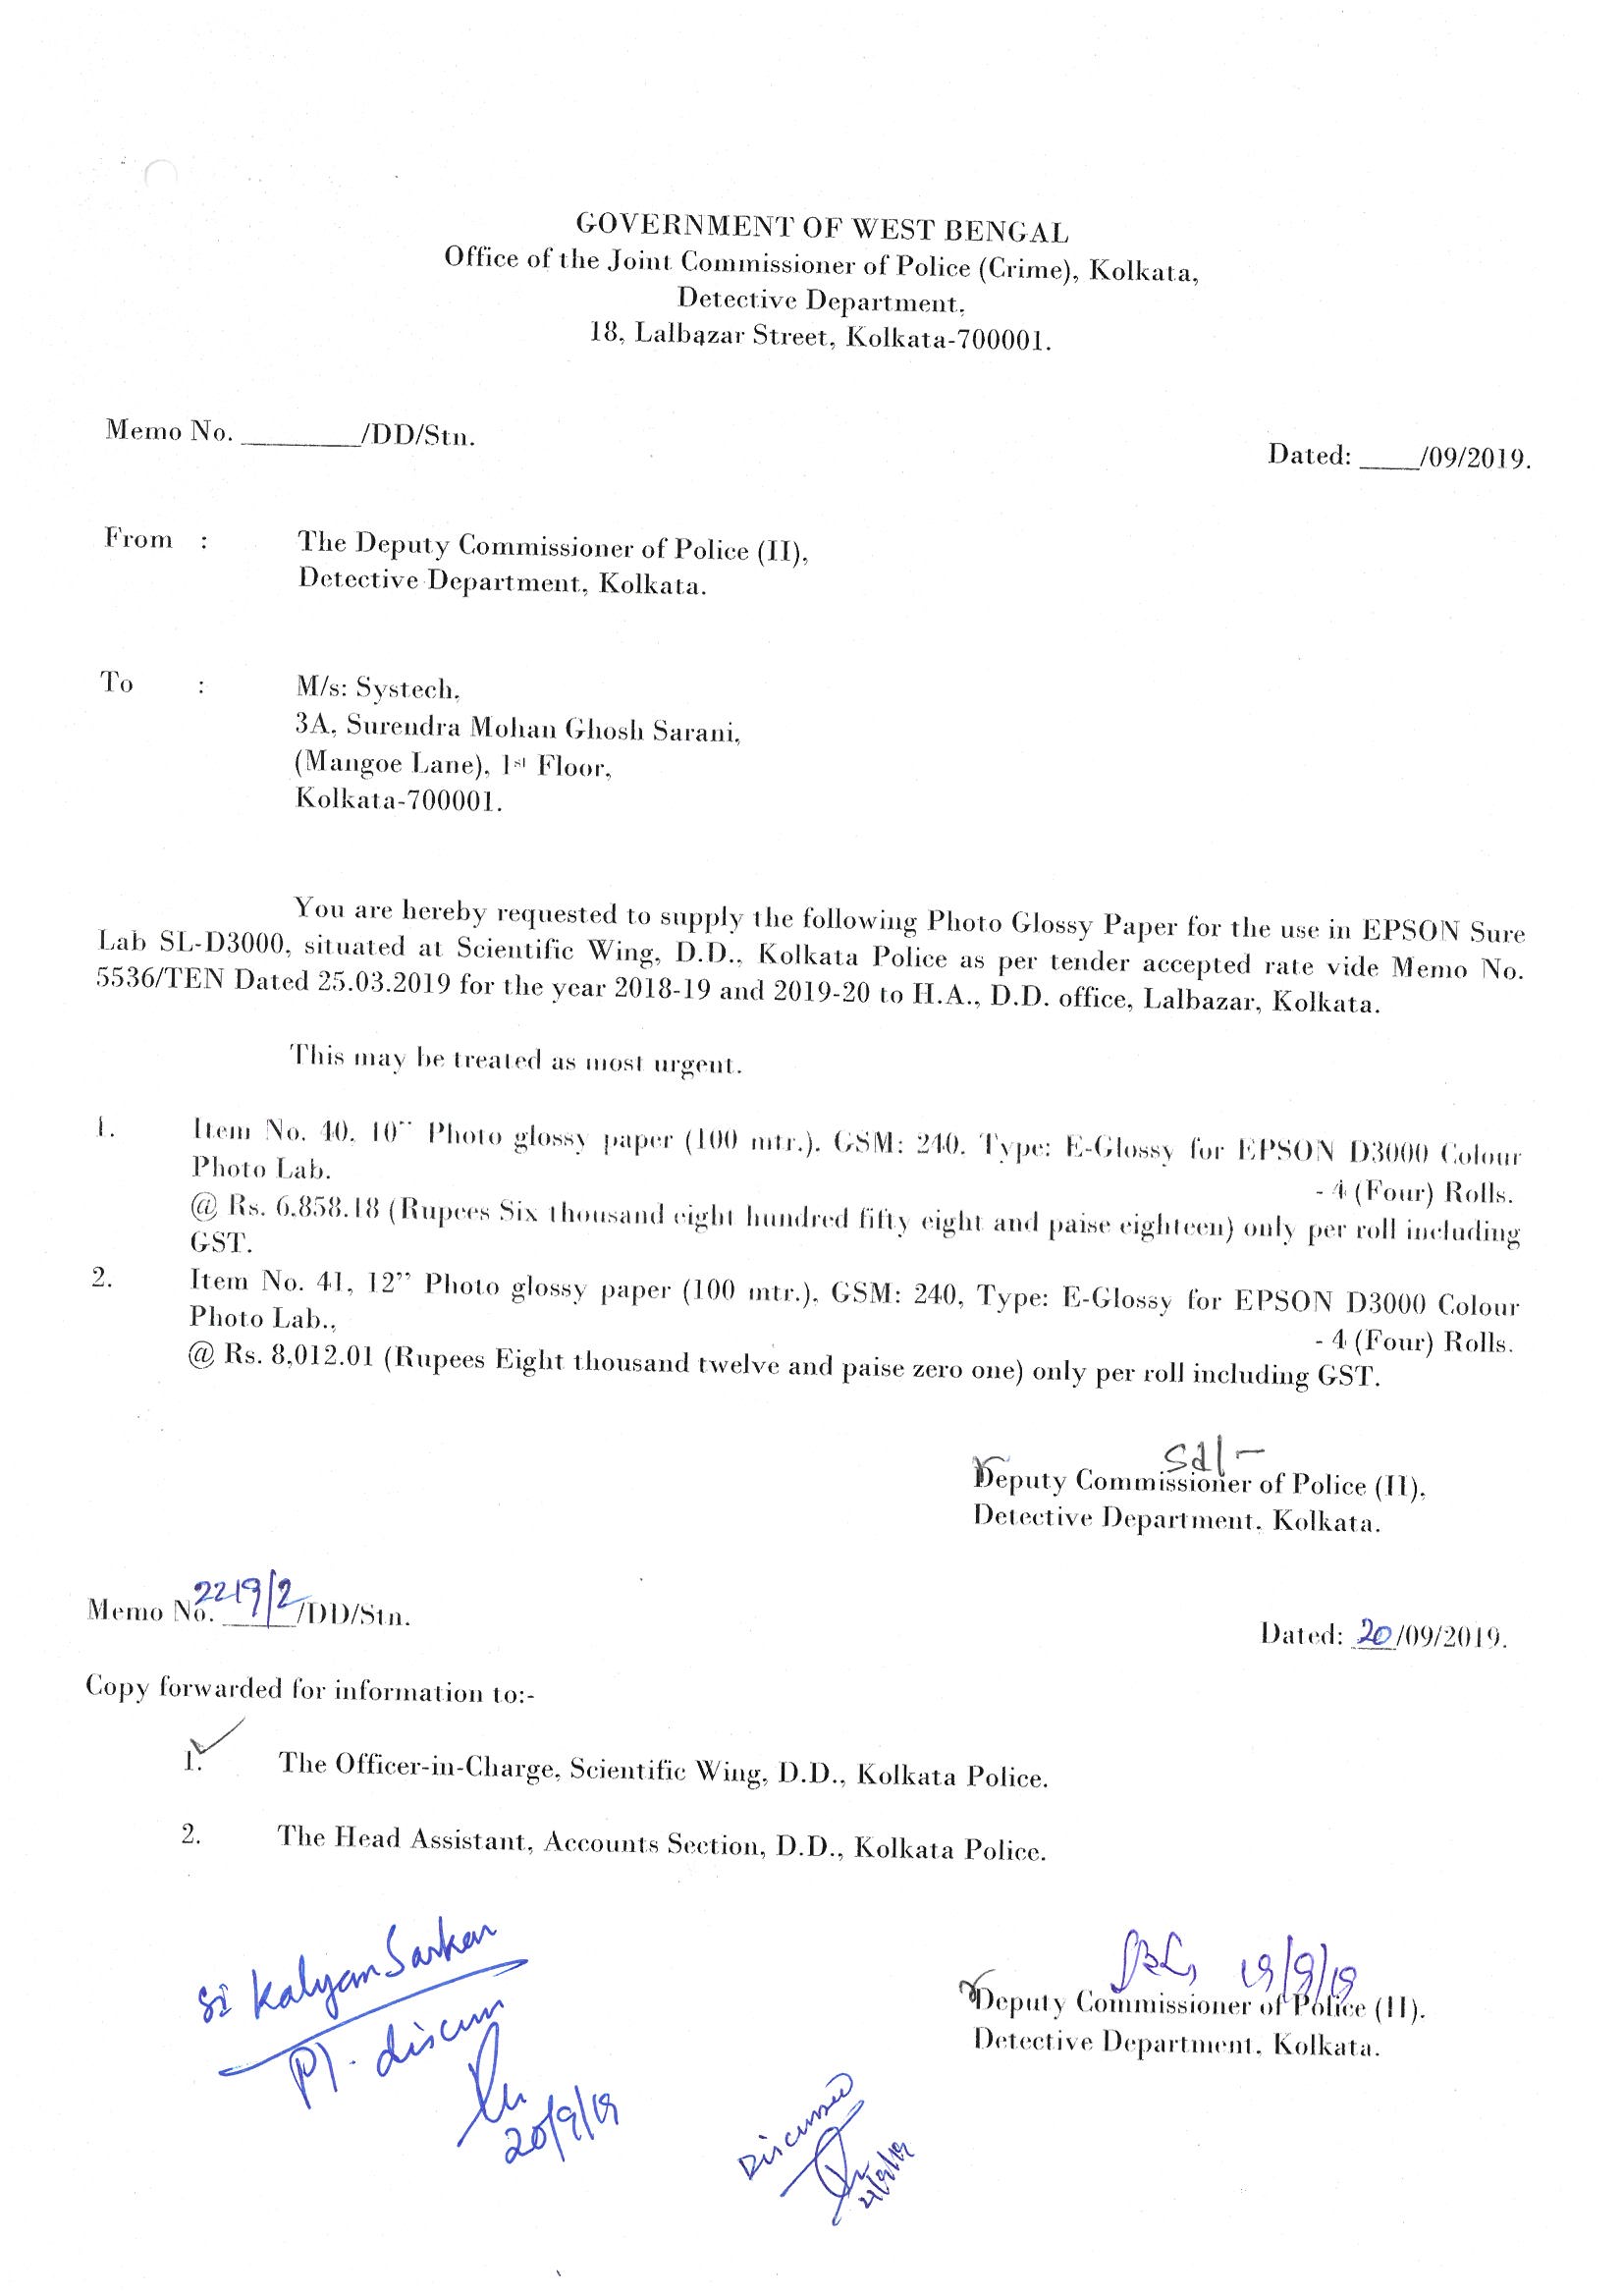 GOVERNMENT OF WEST BENGAL
Office of the Joint Commissioner of Police (Crime), Kolkata,
Detective Department,
18, Lalbazar Street, Kolkata-700001.
Memo No. ________/DD/Stn.
Dated: ____/09/2019.
From :
The Deputy Commissioner of Police (II),
Detective Department, Kolkata.
To :
M/s: Systech,
3A, Surendra Mohan Ghosh Sarani,
(Mangoe Lane), 1st Floor,
Kolkata-700001.
You are hereby requested to supply the following Photo Glossy Paper for the use in EPSON Sure
Lab SL-D3000, situated at Scientific Wing, D.D., Kolkata Police as per tender accepted rate vide Memo No.
5536/TEN Dated 25.03.2019 for the year 2018-19 and 2019-20 to H.A., D.D. office, Lalbazar, Kolkata.
This may be treated as most urgent.
1. Item No. 40, 10” Photo glossy paper (100 mtr.), GSM: 240, Type: E-Glossy for EPSON D3000 Colour
Photo Lab.
- 4 (Four) Rolls.
@ Rs. 6,858.18 (Rupees Six thousand eight hundred fifty eight and paise eighteen) only per roll including
GST.
2. Item No. 41, 12” Photo glossy paper (100 mtr.), GSM: 240, Type: E-Glossy for EPSON D3000 Colour
Photo Lab.,
- 4 (Four) Rolls.
@ Rs. 8,012.01 (Rupees Eight thousand twelve and paise zero one) only per roll including GST.
Sd/-
Deputy Commissioner of Police (II),
Detective Department, Kolkata.
Memo No. 2219/2/DD/Stn.
Dated: 20/09/2019.
Copy forwarded for information to:-
1. The Officer-in-Charge, Scientific Wing, D.D., Kolkata Police.
2. The Head Assistant, Accounts Section, D.D., Kolkata Police.
SI Kalyan Sarkar
Pl. discuss
20/9/19
19/9/19
Deputy Commissioner of Police (II).
Detective Department, Kolkata.
Discussed